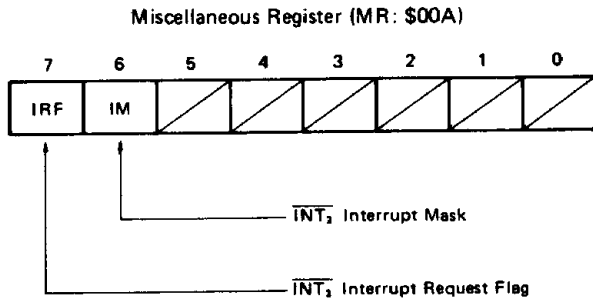 Miscellaneous Register (MR: $00A)
7 6 5 4 3 2 1 0
IRF IM
INT₂ Interrupt Mask
INT₂ Interrupt Request Flag